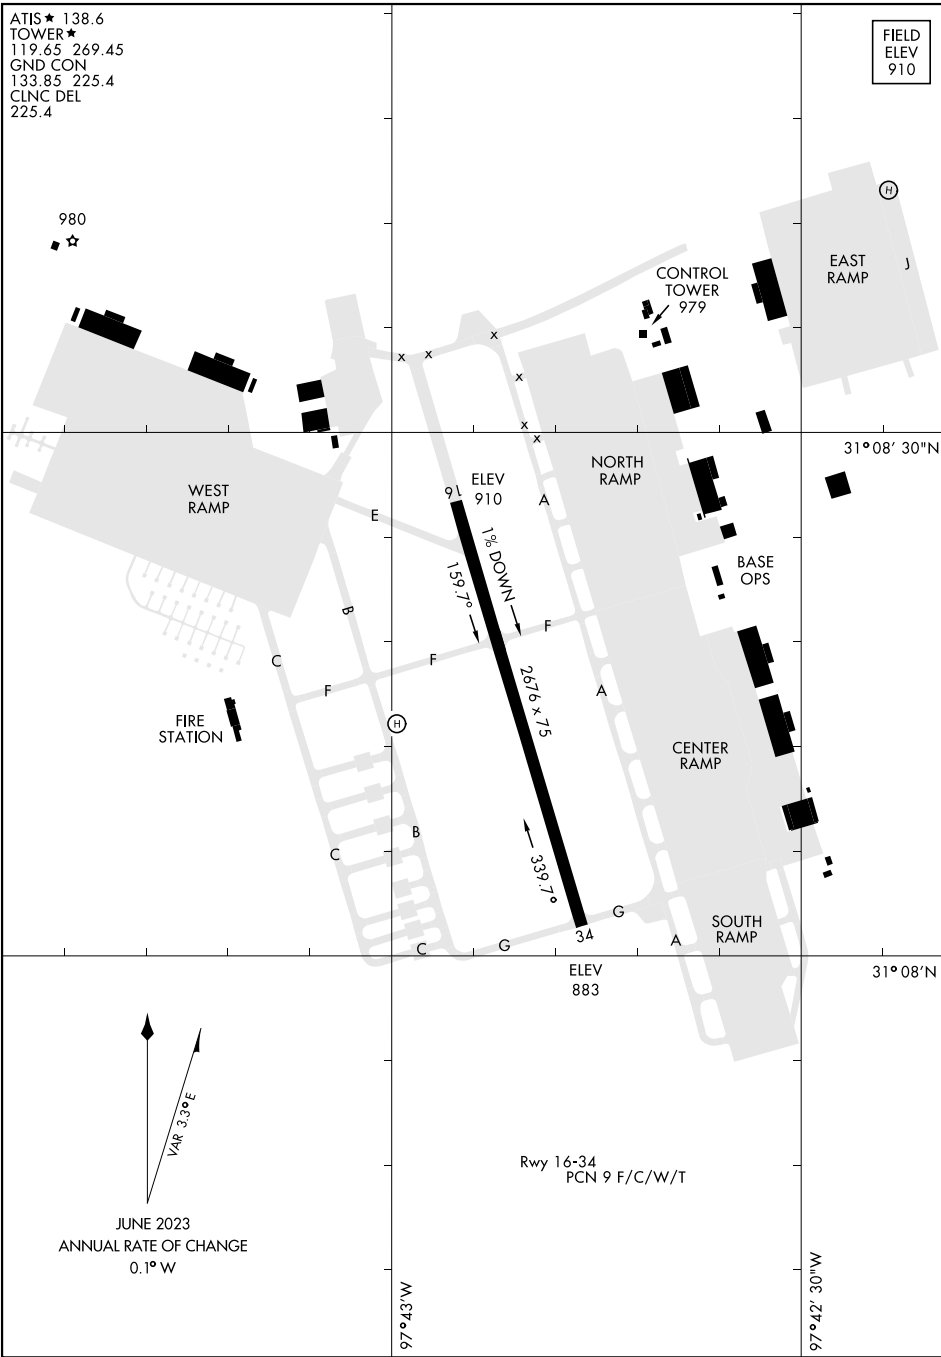 ATIS★ 138.6
TOWER★
119.65 269.45
GND CON
133.85 225.4
CLNC DEL
225.4
FIELD
ELEV
910
980
H
EAST
RAMP
J
CONTROL
TOWER
979
x
x
x
x
x
x
31°08' 30"N
NORTH
RAMP
WEST
RAMP
16
ELEV
910
A
E
1% DOWN
159.7°
BASE
OPS
B
F
F
F
C
A
2676 x 75
H
FIRE
STATION
CENTER
RAMP
B
C
339.7°
G
G
C
34
A
SOUTH
RAMP
ELEV
883
31°08'N
VAR 3.3°E
JUNE 2023
ANNUAL RATE OF CHANGE
0.1° W
Rwy 16-34
PCN 9 F/C/W/T
97°43'W
97°42' 30"W